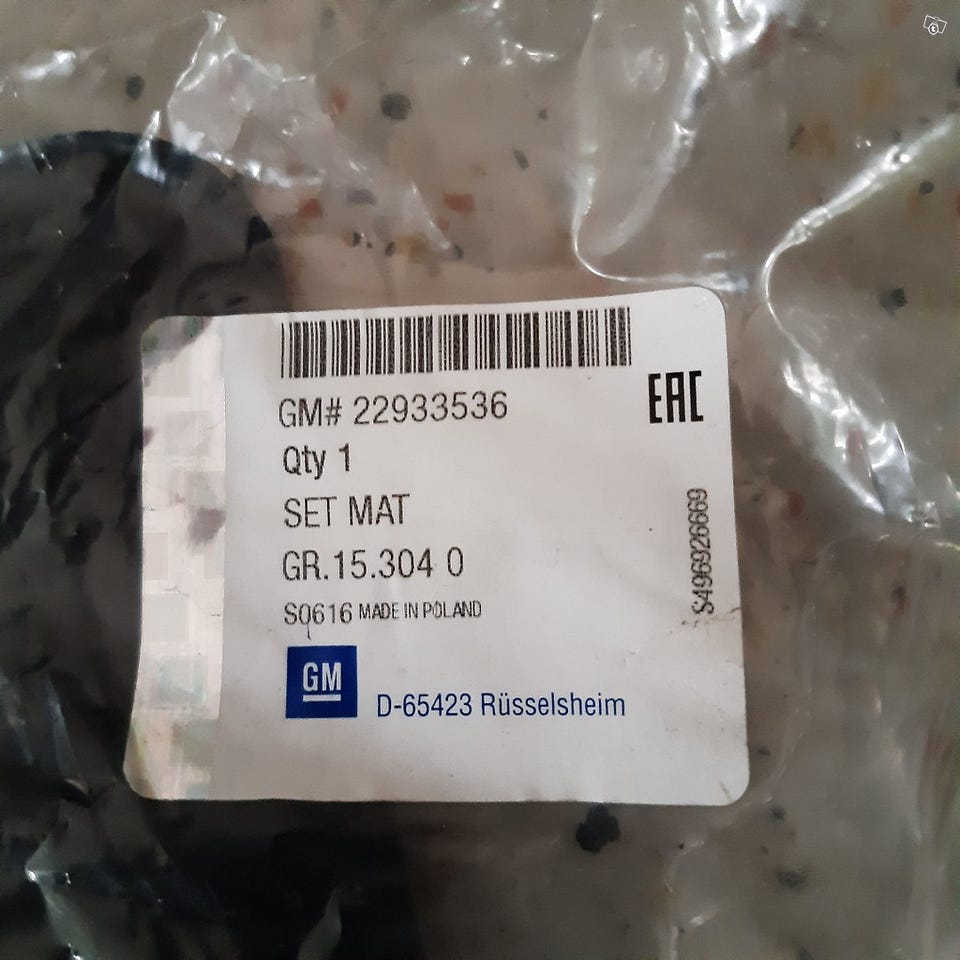 GM# 22933536
EAC
Qty 1
SET MAT
GR.15.304 0
S0616 MADE IN POLAND
S496926669
GM
D-65423 Rüsselsheim